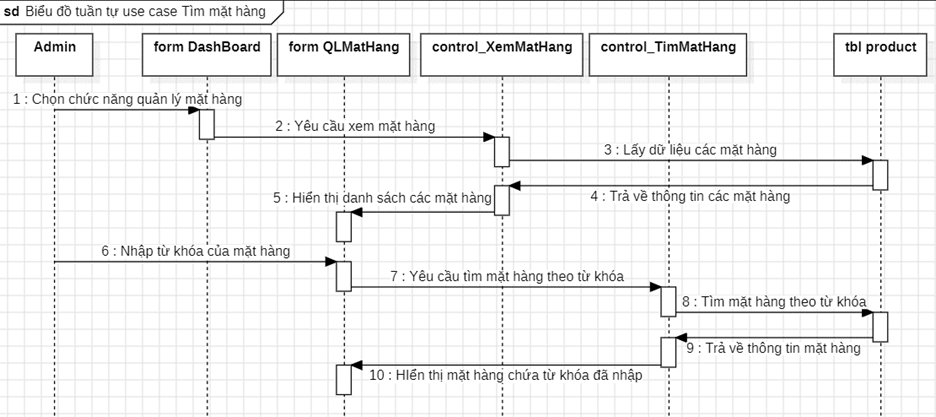 sd Biểu đồ tuần tự use case Tìm mặt hàng
Admin
form DashBoard
form QLMatHang
control_XemMatHang
control_TimMatHang
tbl product
1 : Chọn chức năng quản lý mặt hàng
2 : Yêu cầu xem mặt hàng
3 : Lấy dữ liệu các mặt hàng
4 : Trả về thông tin các mặt hàng
5 : Hiển thị danh sách các mặt hàng
6 : Nhập từ khóa của mặt hàng
7 : Yêu cầu tìm mặt hàng theo từ khóa
8 : Tìm mặt hàng theo từ khóa
9 : Trả về thông tin mặt hàng
10 : HIển thị mặt hàng chứa từ khóa đã nhập